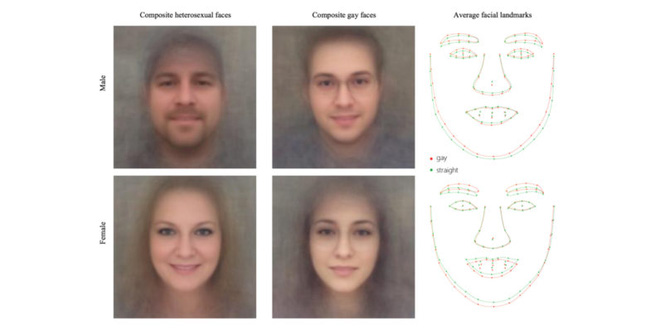 Composite heterosexual faces
Composite gay faces
Average facial landmarks
Male
gay
straight
Female